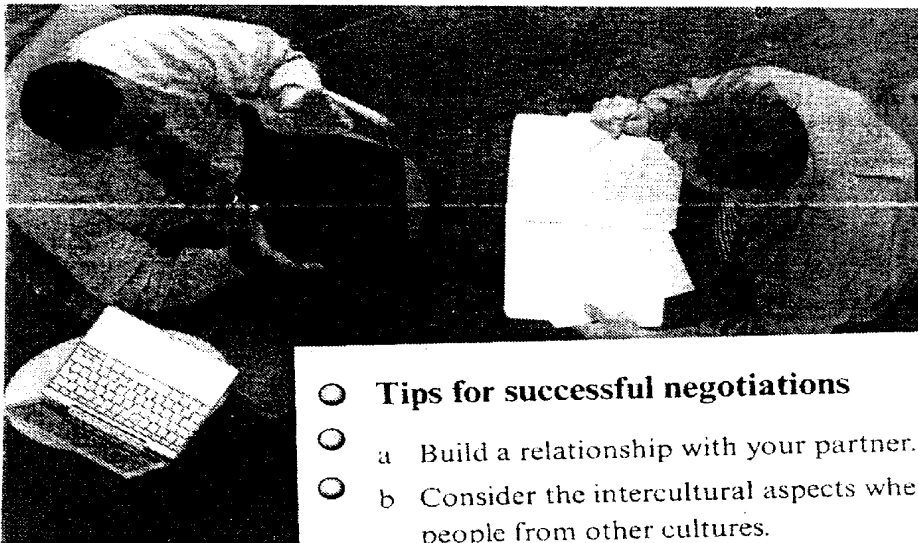 Tips for successful negotiations
a Build a relationship with your partner.
b Consider the intercultural aspects whe
people from other cultures.